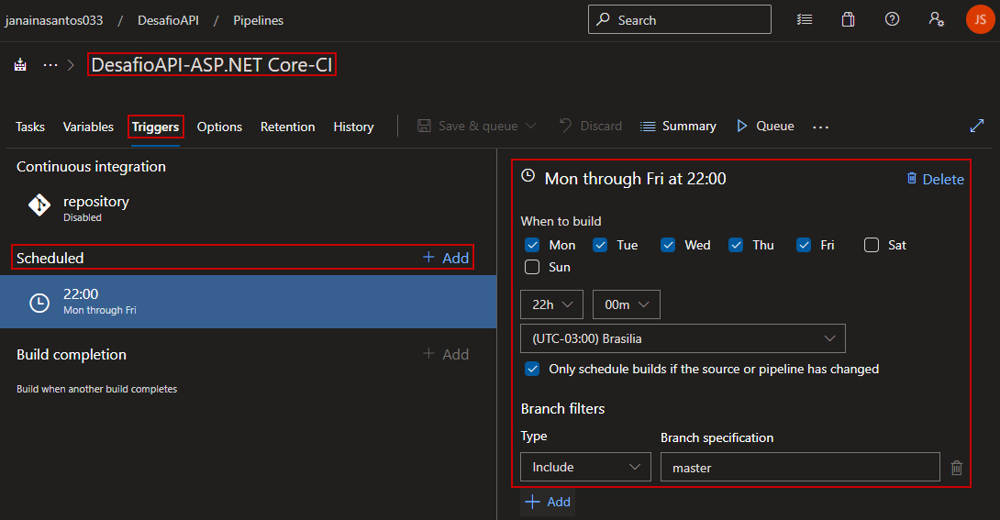 janainasantos033 / DesafioAPI / Pipelines
Search
JS
... > DesafioAPI-ASP.NET Core-CI
Tasks Variables Triggers Options Retention History Save & queue Discard Summary Queue ...
Continuous integration
repository
Disabled
Scheduled + Add
22:00
Mon through Fri
Build completion + Add
Build when another build completes
Mon through Fri at 22:00 Delete
When to build
Mon Tue Wed Thu Fri Sat
Sun
22h 00m
(UTC-03:00) Brasilia
Only schedule builds if the source or pipeline has changed
Branch filters
Type Branch specification
Include master
+ Add